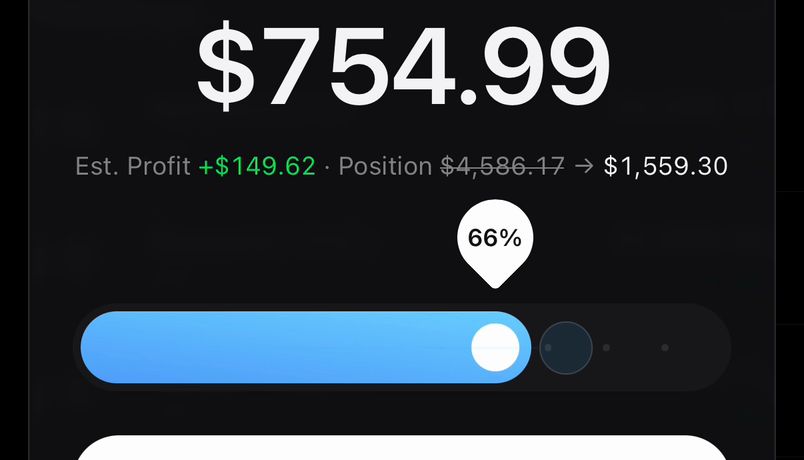 $754.99
Est. Profit +$149.62 · Position $4,586.17 → $1,559.30
66%